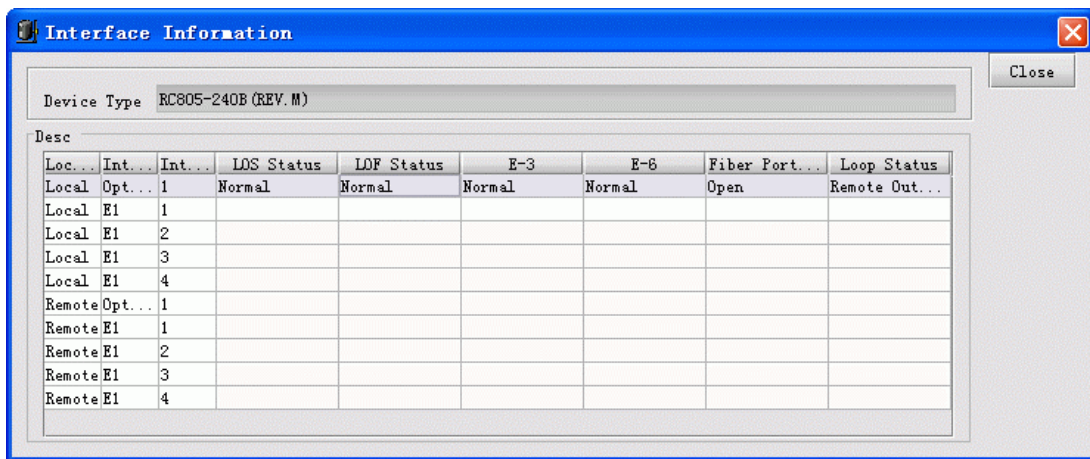 Interface Information
Close
Device Type RC805-240B(REV.M)
Desc
Loc... Int... Int... LOS Status LOF Status E-3 E-6 Fiber Port... Loop Status
Local Opt... 1 Normal Normal Normal Normal Open Remote Out...
Local E1 1
Local E1 2
Local E1 3
Local E1 4
Remote Opt... 1
Remote E1 1
Remote E1 2
Remote E1 3
Remote E1 4